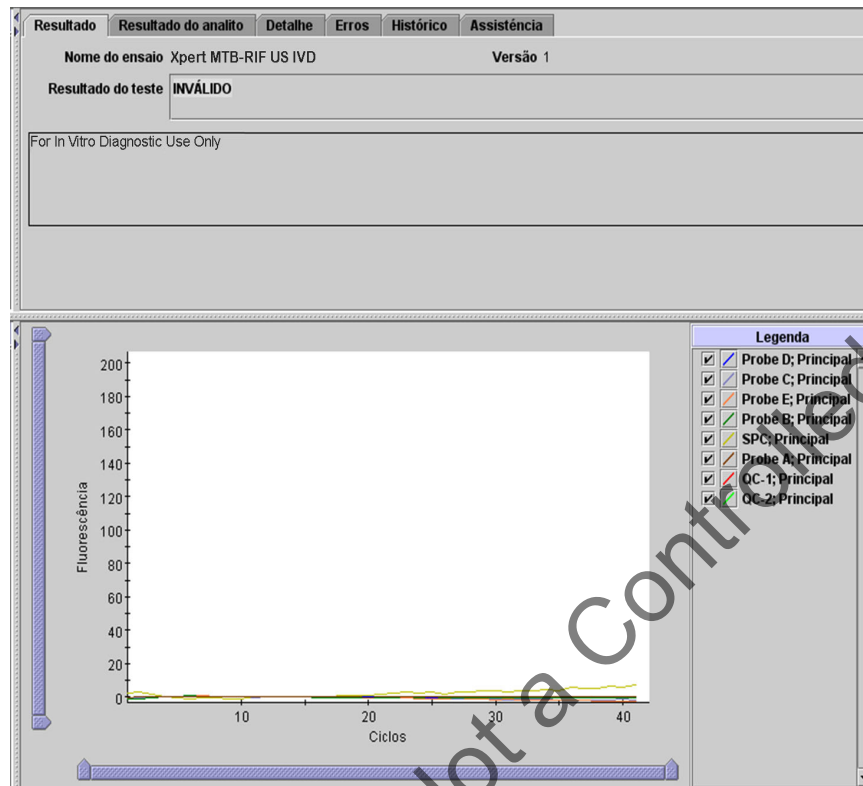 Resultado Resultado do analito Detalhe Erros Histórico Assisténcia
Nome do ensaio Xpert MTB-RIF US IVD Versão 1
Resultado do teste INVÁLIDO
For In Vitro Diagnostic Use Only
Legenda
Probe D; Principal
Probe C; Principal
Probe E; Principal
Probe B; Principal
SPC; Principal
Probe A; Principal
QC-1; Principal
QC-2; Principal
200
180
160
140
120
100
80
60
40
20
0
Fluorescência
10 20 30 40
Ciclos
Not a Controlled